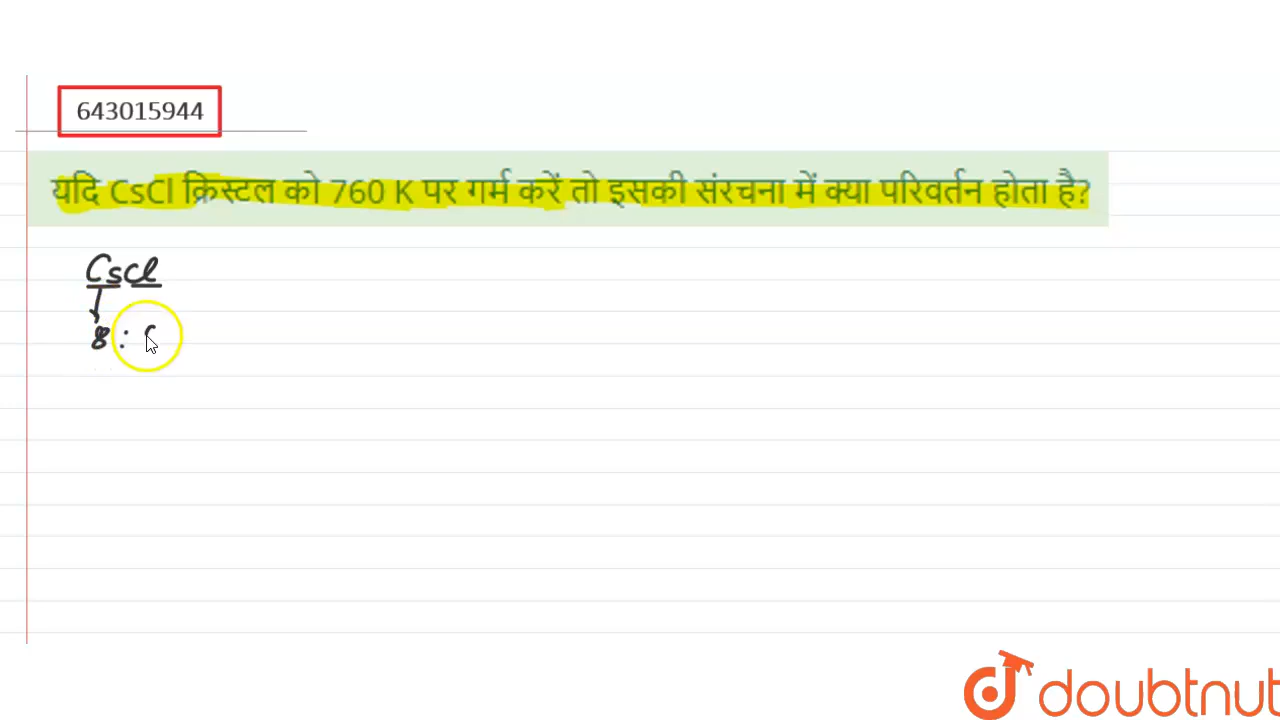 643015944
यदि CsCl क्रिस्टल को 760 K पर गर्म करें तो इसकी संरचना में क्या परिवर्तन होता है?
CsCl
8 :
doubtnut